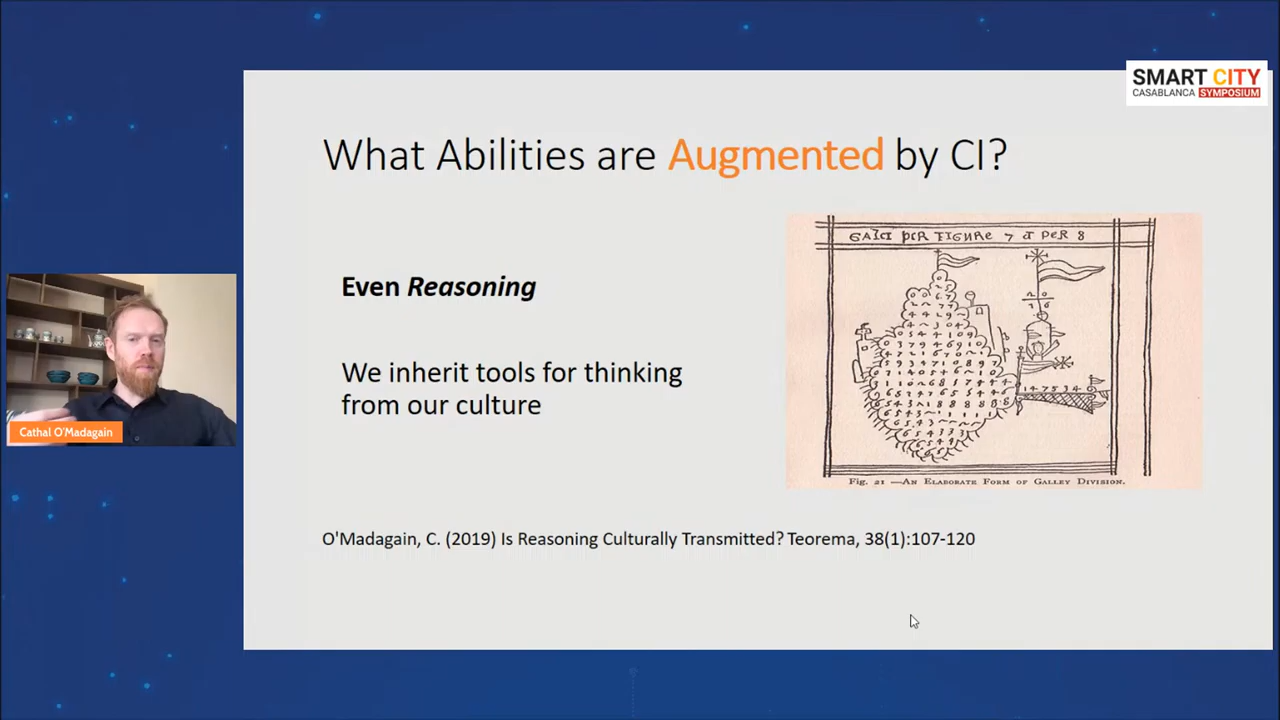 SMART CITY
CASABLANCA SYMPOSIUM
What Abilities are Augmented by CI?
Even Reasoning
We inherit tools for thinking
from our culture
PER FIGURE 7 PER 8
Fig. 21 —An Elaborate Form of Galley Division.
Cathal O'Madagain
O'Madagain, C. (2019) Is Reasoning Culturally Transmitted? Teorema, 38(1):107-120